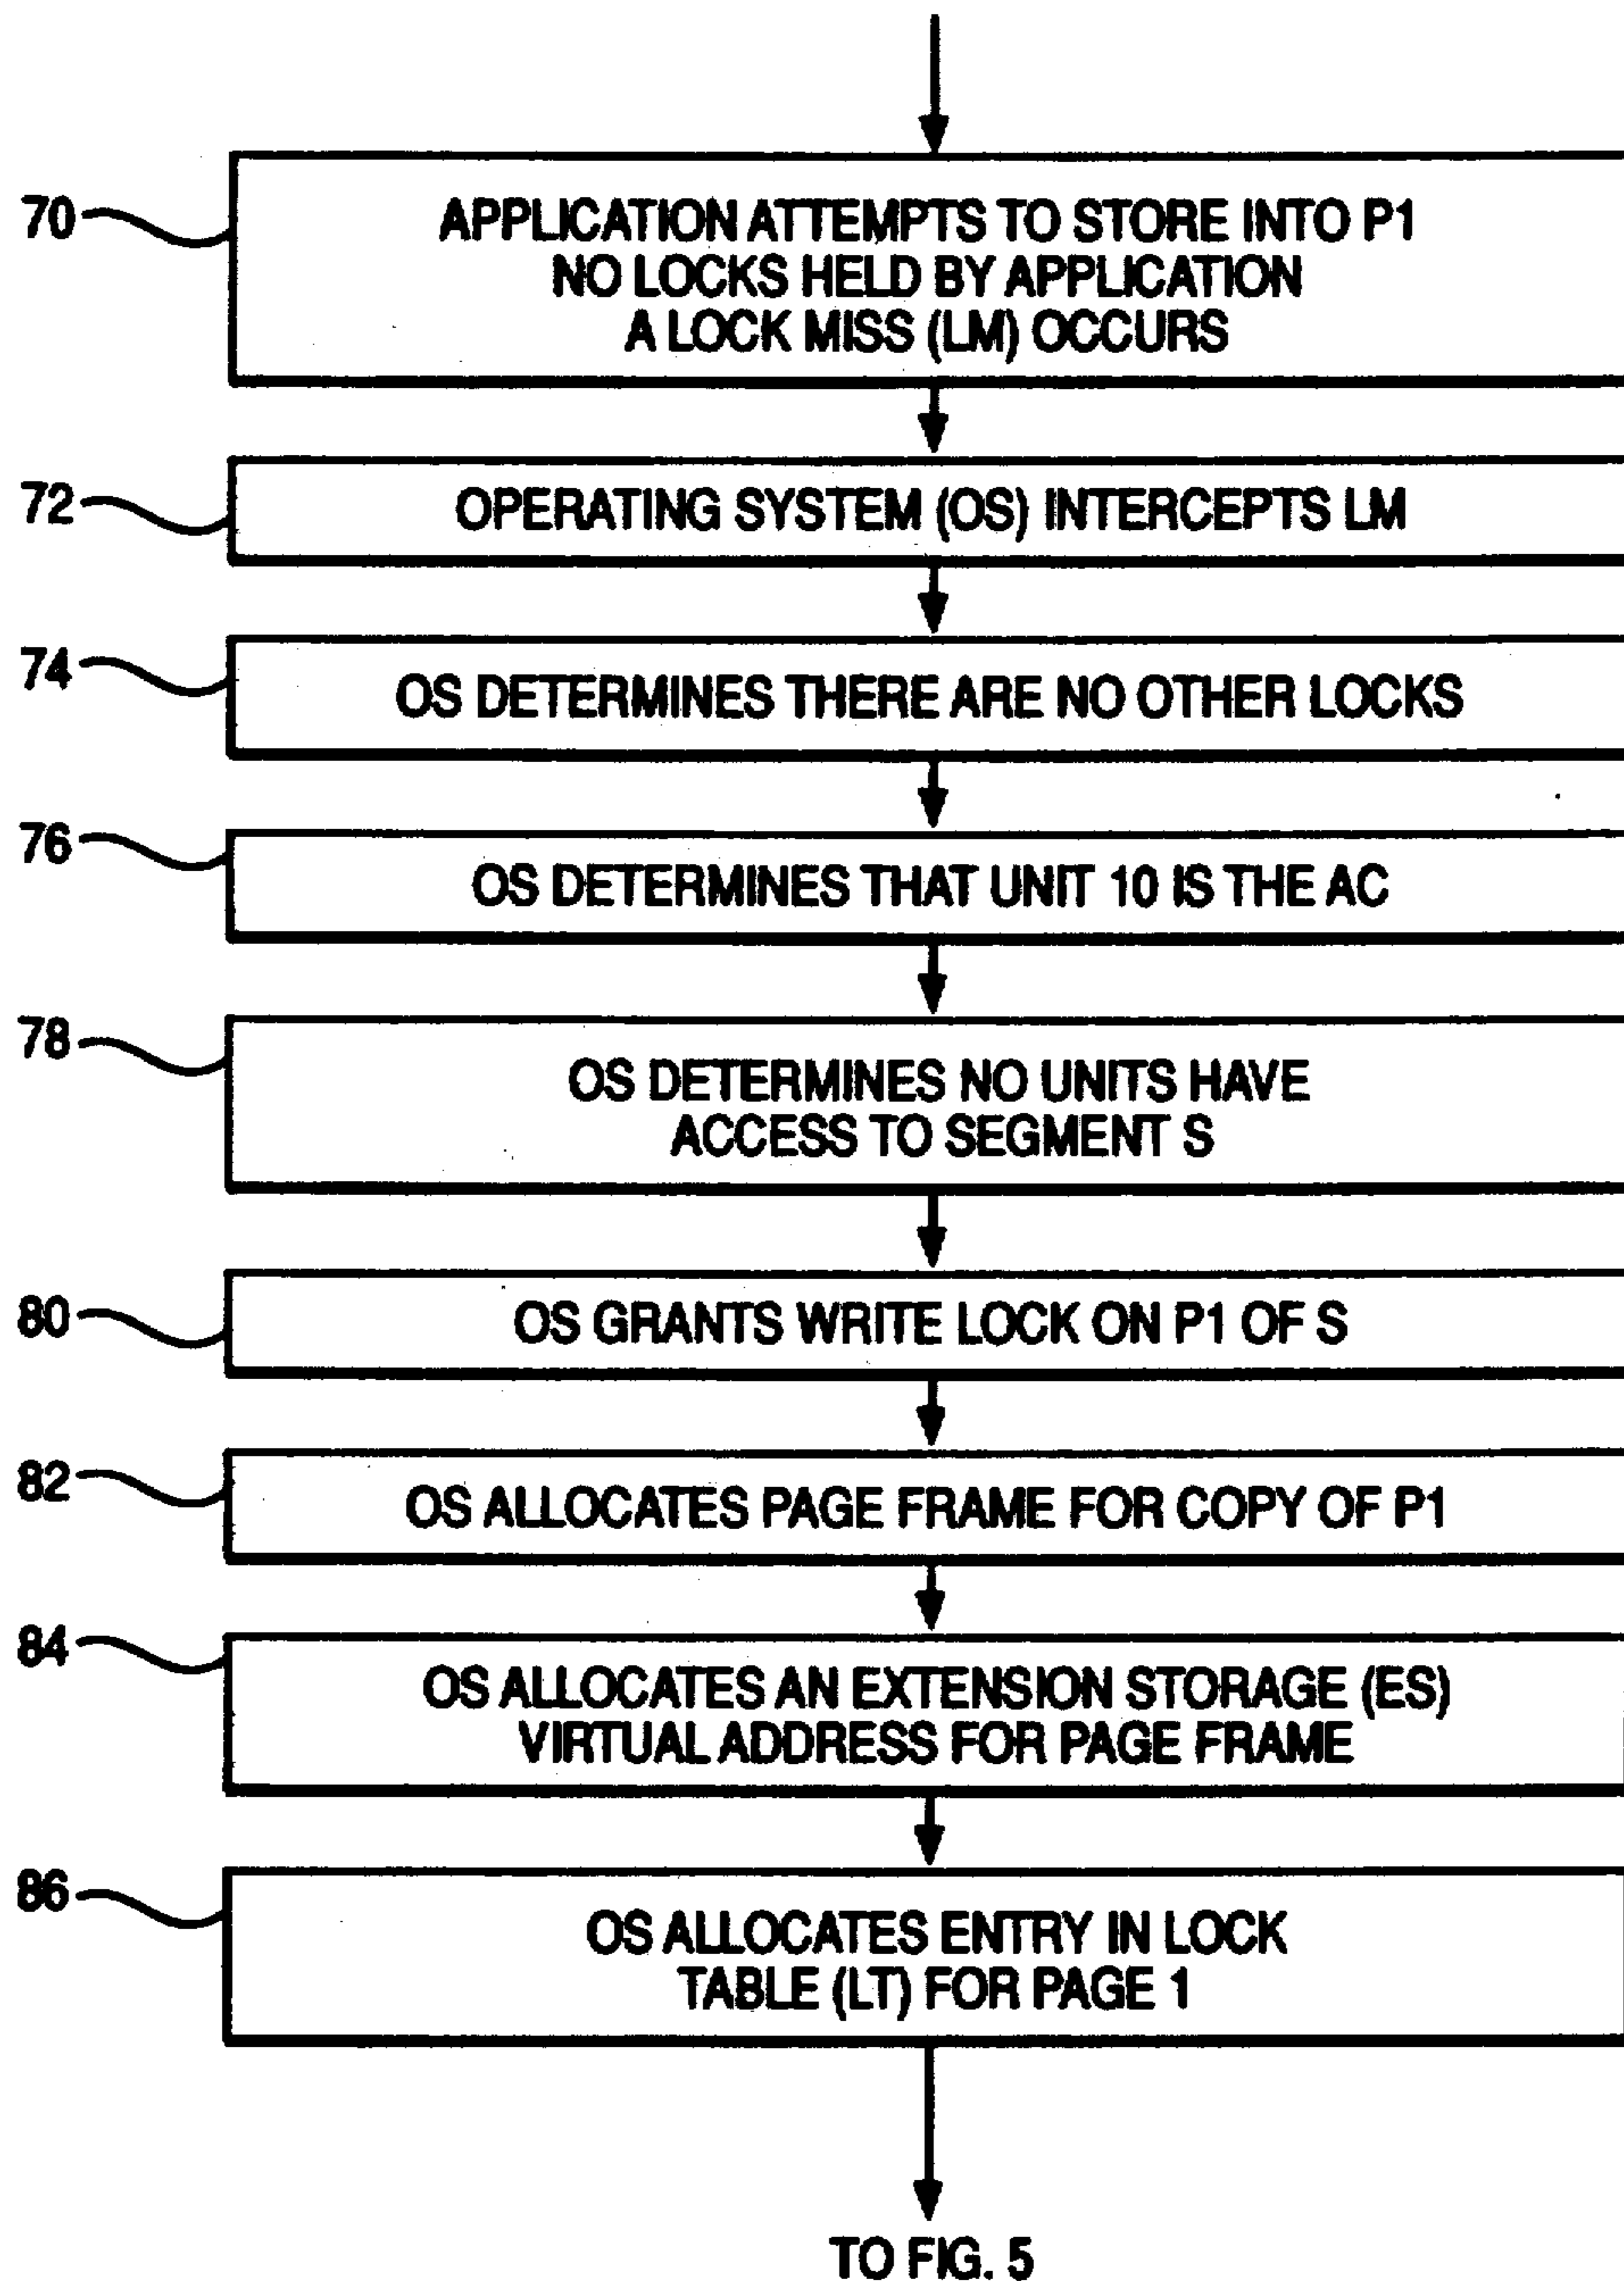 70
APPLICATION ATTEMPTS TO STORE INTO P1
NO LOCKS HELD BY APPLICATION
A LOCK MISS (LM) OCCURS
72
OPERATING SYSTEM (OS) INTERCEPTS LM
74
OS DETERMINES THERE ARE NO OTHER LOCKS
76
OS DETERMINES THAT UNIT 10 IS THE AC
78
OS DETERMINES NO UNITS HAVE
ACCESS TO SEGMENT S
80
OS GRANTS WRITE LOCK ON P1 OF S
82
OS ALLOCATES PAGE FRAME FOR COPY OF P1
84
OS ALLOCATES AN EXTENSION STORAGE (ES)
VIRTUAL ADDRESS FOR PAGE FRAME
86
OS ALLOCATES ENTRY IN LOCK
TABLE (LT) FOR PAGE 1
TO FIG. 5